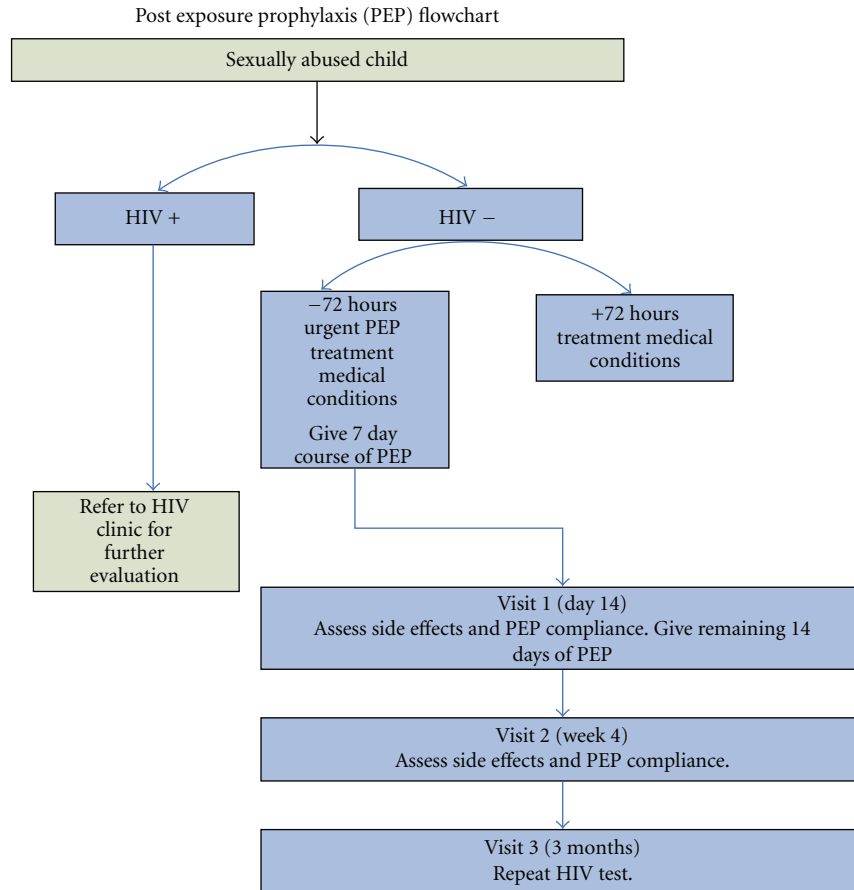 Post exposure prophylaxis (PEP) flowchart
Sexually abused child
HIV +
HIV −
−72 hours
urgent PEP
treatment
medical
conditions
Give 7 day
course of PEP
+72 hours
treatment medical
conditions
Refer to HIV
clinic for
further
evaluation
Visit 1 (day 14)
Assess side effects and PEP compliance. Give remaining 14
days of PEP
Visit 2 (week 4)
Assess side effects and PEP compliance.
Visit 3 (3 months)
Repeat HIV test.